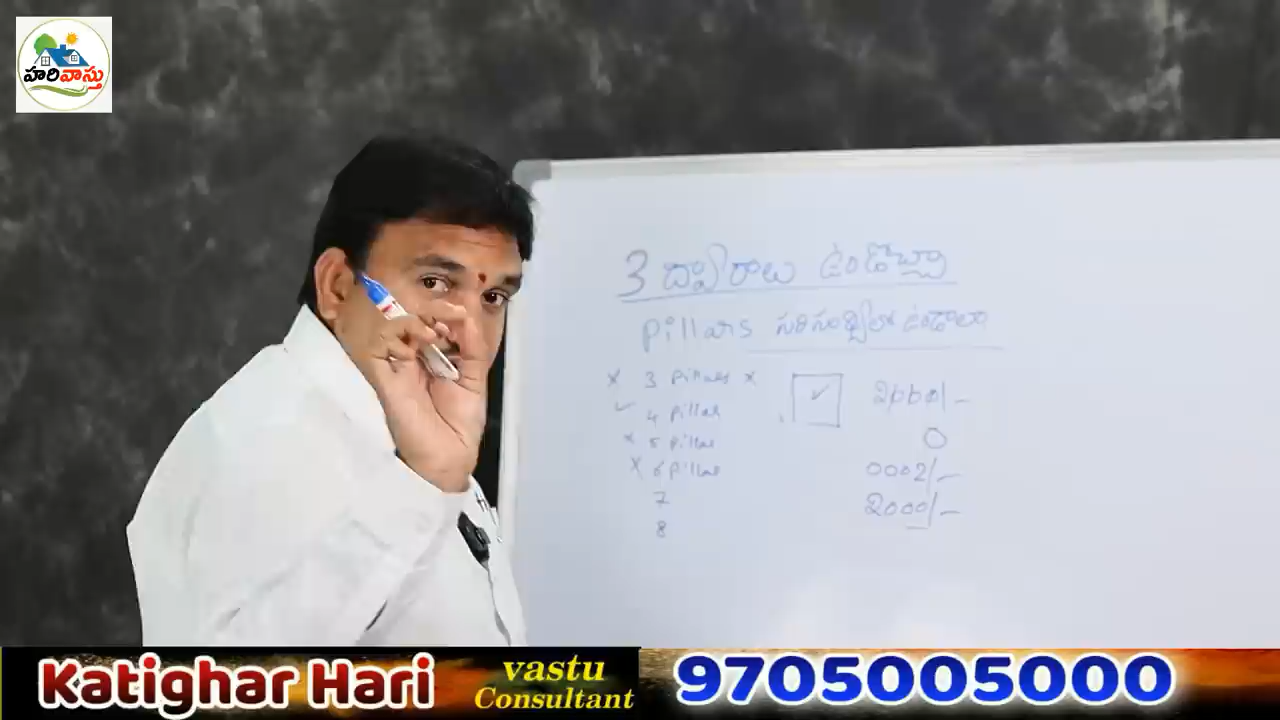 హరివాస్తు
3 ద్వారాలు ఉండొచ్చా
pillars సరిసంఖ్యలో ఉండాలా
x 3 pillars x
✓ 4 pillar ✓ 2000/-
x 5 pillar 0
x 6 pillar 0002/-
7 2000/-
8
Katighar Hari vastu Consultant 9705005000